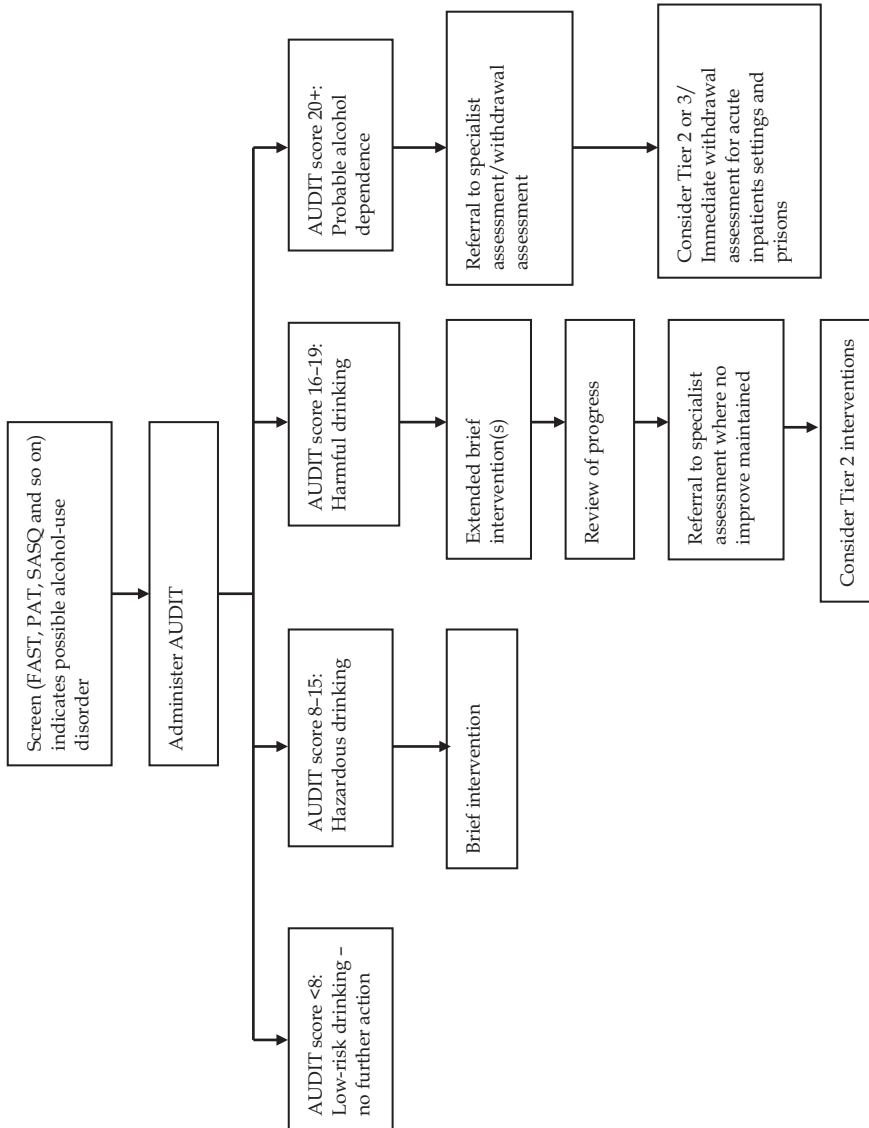 Screen (FAST, PAT, SASQ and so on)
indicates possible alcohol-use
disorder
Administer AUDIT
AUDIT score <8:
Low-risk drinking –
no further action
AUDIT score 8–15:
Hazardous drinking
Brief intervention
AUDIT score 16–19:
Harmful drinking
Extended brief
intervention(s)
Review of progress
Referral to specialist
assessment where no
improve maintained
Consider Tier 2 interventions
AUDIT score 20+:
Probable alcohol
dependence
Referral to specialist
assessment/withdrawal
assessment
Consider Tier 2 or 3/
Immediate withdrawal
assessment for acute
inpatients settings and
prisons